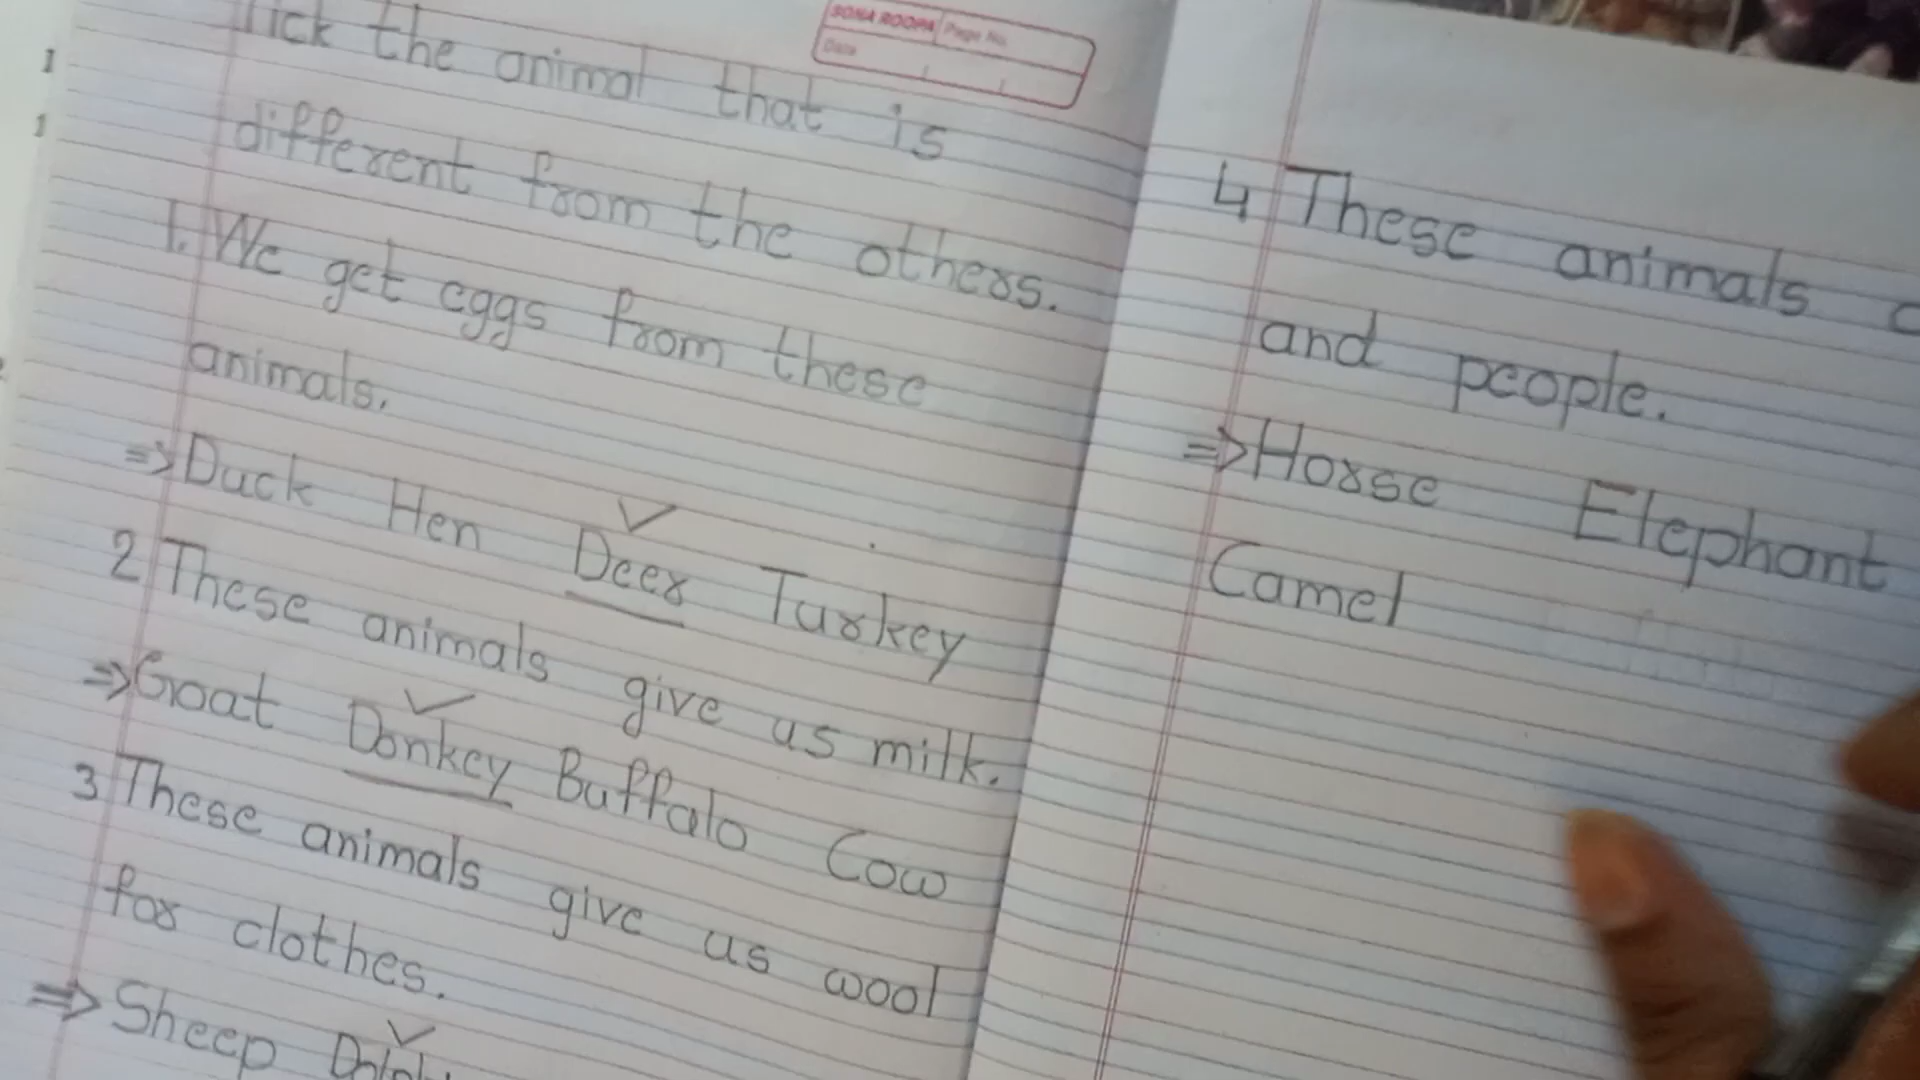 Tick the animal that is
different from the others.
1. We get eggs from these
animals.
=> Duck Hen Deer Turkey
2 These animals give us milk.
=> Goat Donkey Buffalo Cow
3 These animals give us wool
for clothes.
=> Sheep
SONA ROOPA Page No.
Date
4 These animals
and people.
=> Horse Elephant
Camel